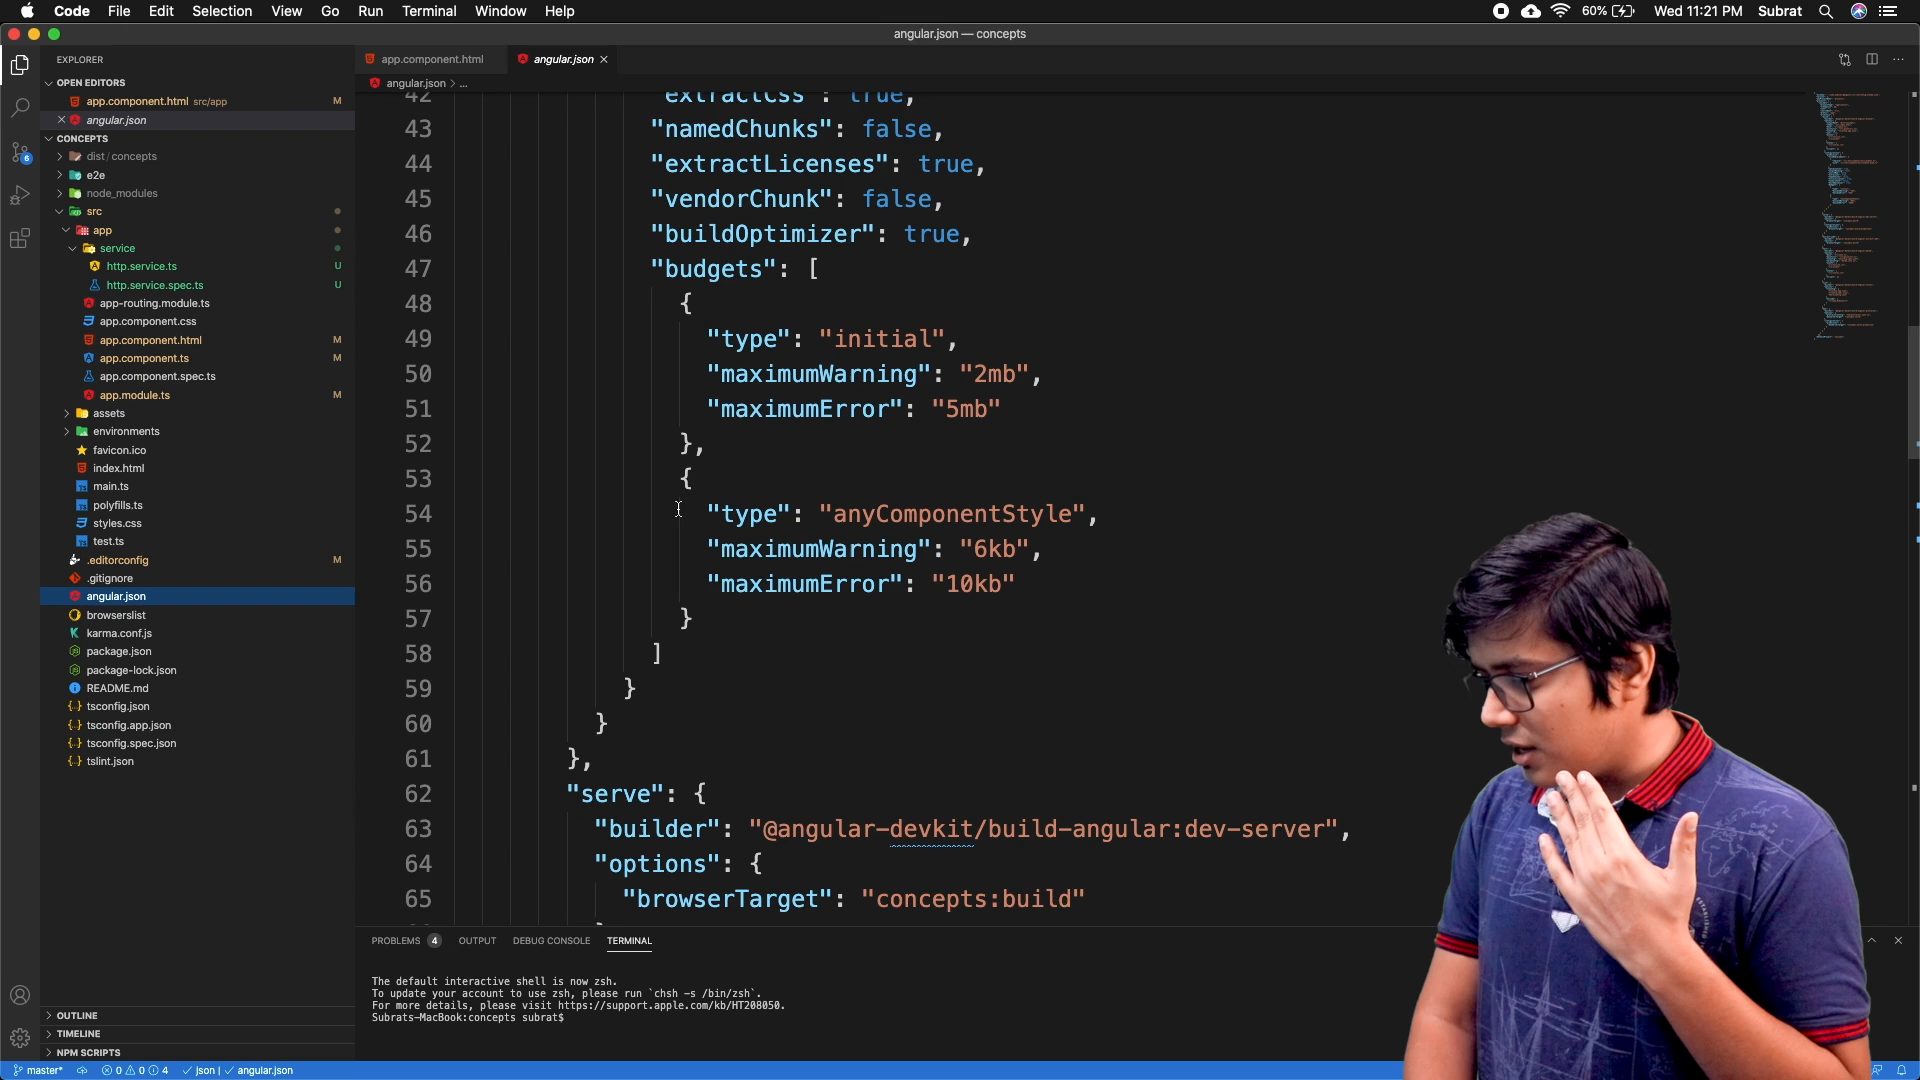 Code File Edit Selection View Go Run Terminal Window Help
60% Wed 11:21 PM Subrat
angular.json — concepts
EXPLORER
OPEN EDITORS
app.component.html src/app M
angular.json
CONCEPTS
dist/concepts
e2e
node_modules
src
app
service
http.service.ts U
http.service.spec.ts U
app-routing.module.ts
app.component.css
app.component.html M
app.component.ts M
app.component.spec.ts
app.module.ts M
assets
environments
favicon.ico
index.html
main.ts
polyfills.ts
styles.css
test.ts
.editorconfig M
.gitignore
angular.json
browserslist
karma.conf.js
package.json
package-lock.json
README.md
tsconfig.json
tsconfig.app.json
tsconfig.spec.json
tslint.json
OUTLINE
TIMELINE
NPM SCRIPTS
app.component.html angular.json
angular.json > ...
42 "extractCss": true,
43 "namedChunks": false,
44 "extractLicenses": true,
45 "vendorChunk": false,
46 "buildOptimizer": true,
47 "budgets": [
48 {
49 "type": "initial",
50 "maximumWarning": "2mb",
51 "maximumError": "5mb"
52 },
53 {
54 "type": "anyComponentStyle",
55 "maximumWarning": "6kb",
56 "maximumError": "10kb"
57 }
58 ]
59 }
60 }
61 },
62 "serve": {
63 "builder": "@angular-devkit/build-angular:dev-server",
64 "options": {
65 "browserTarget": "concepts:build"
PROBLEMS 4 OUTPUT DEBUG CONSOLE TERMINAL
The default interactive shell is now zsh.
To update your account to use zsh, please run `chsh -s /bin/zsh`.
For more details, please visit https://support.apple.com/kb/HT208050.
Subrats-MacBook:concepts subrat$
master* 0 0 4 json | angular.json
6